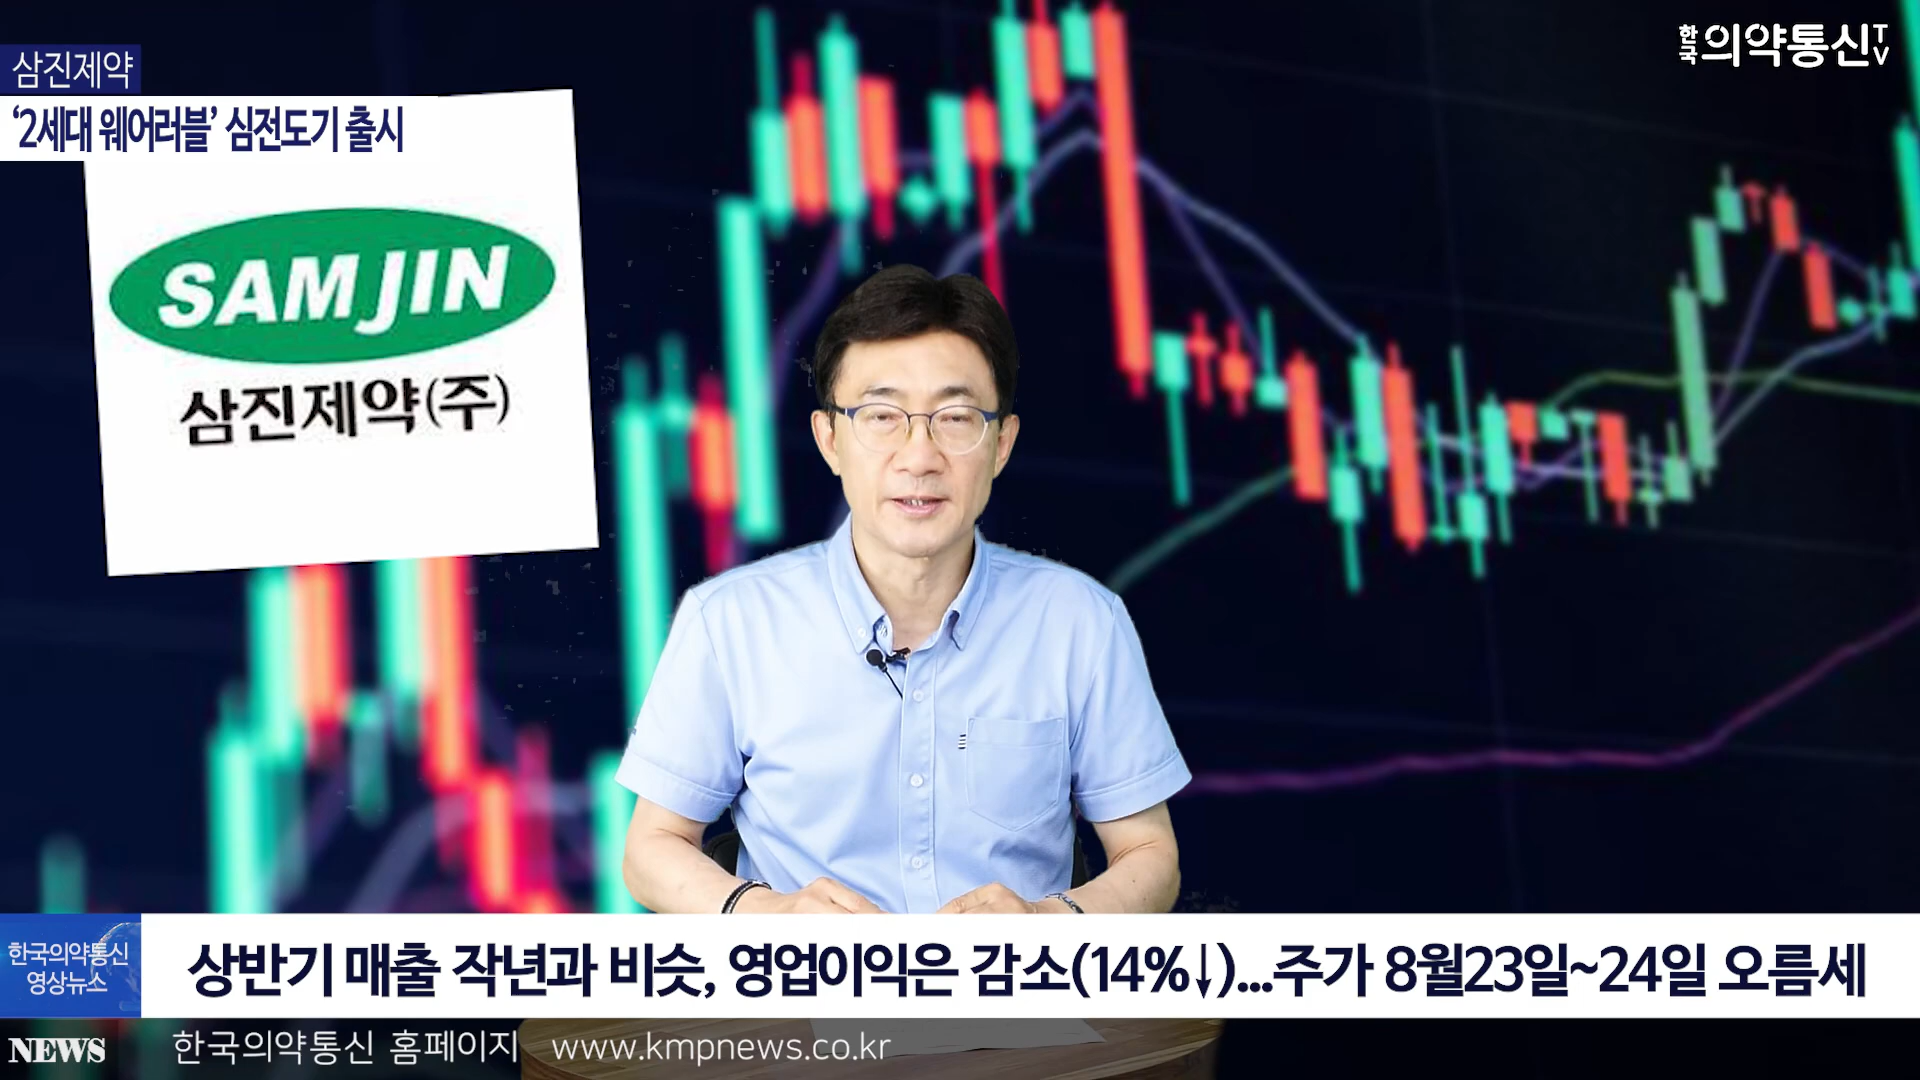 한국의약통신TV
삼진제약
‘2세대 웨어러블’ 심전도기 출시
SAMJIN
삼진제약(주)
한국의약통신
영상뉴스
상반기 매출 작년과 비슷, 영업이익은 감소(14%↓)...주가 8월23일~24일 오름세
NEWS
한국의약통신 홈페이지 www.kmpnews.co.kr